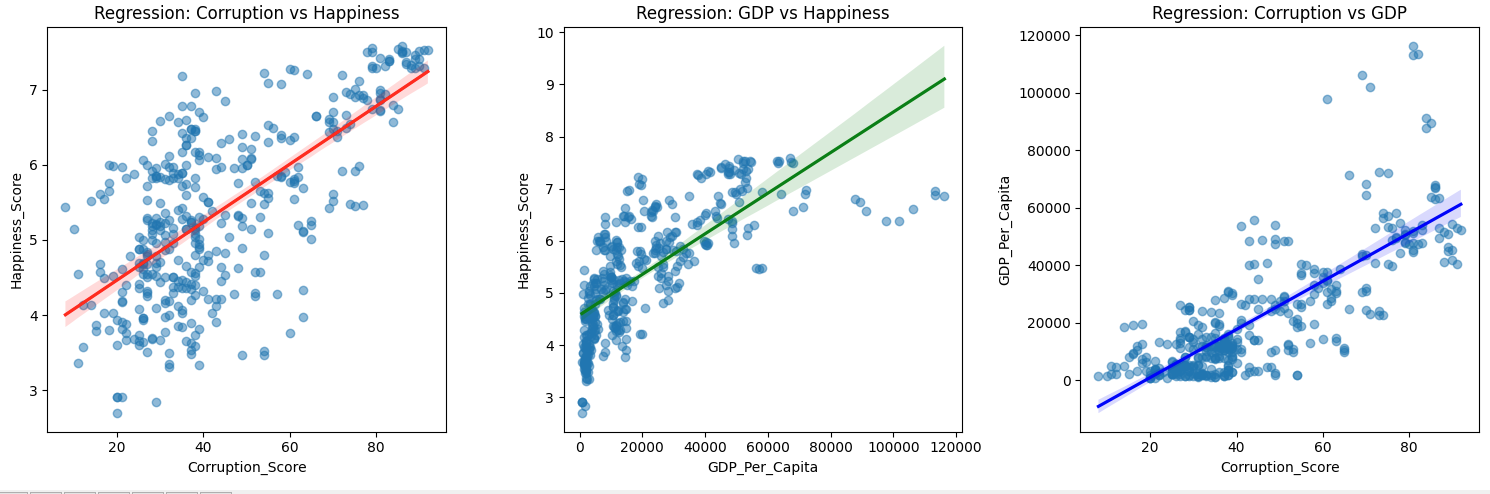 Regression: Corruption vs Happiness
Happiness_Score
7
6
5
4
3
20 40 60 80
Corruption_Score
Regression: GDP vs Happiness
Happiness_Score
10
9
8
7
6
5
4
3
0 20000 40000 60000 80000 100000 120000
GDP_Per_Capita
Regression: Corruption vs GDP
GDP_Per_Capita
120000
100000
80000
60000
40000
20000
0
20 40 60 80
Corruption_Score